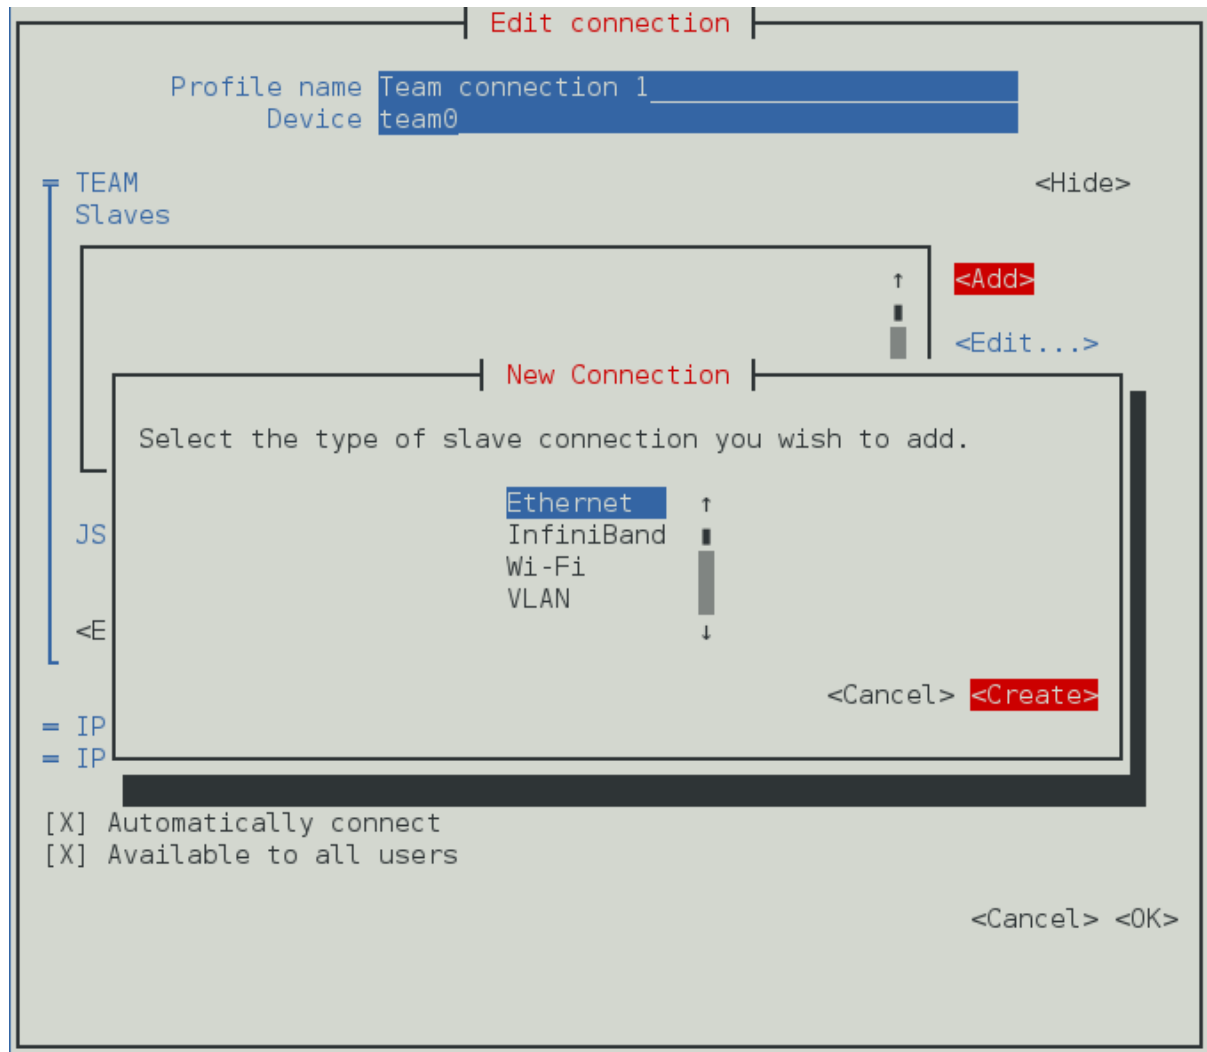 Edit connection
Profile name Team connection 1
Device team0
TEAM <Hide>
Slaves
↑ <Add>
<Edit...>
New Connection
Select the type of slave connection you wish to add.
Ethernet ↑
InfiniBand
Wi-Fi
JS
VLAN
<E ↓
<Cancel> <Create>
= IP
= IP
[X] Automatically connect
[X] Available to all users
<Cancel> <OK>